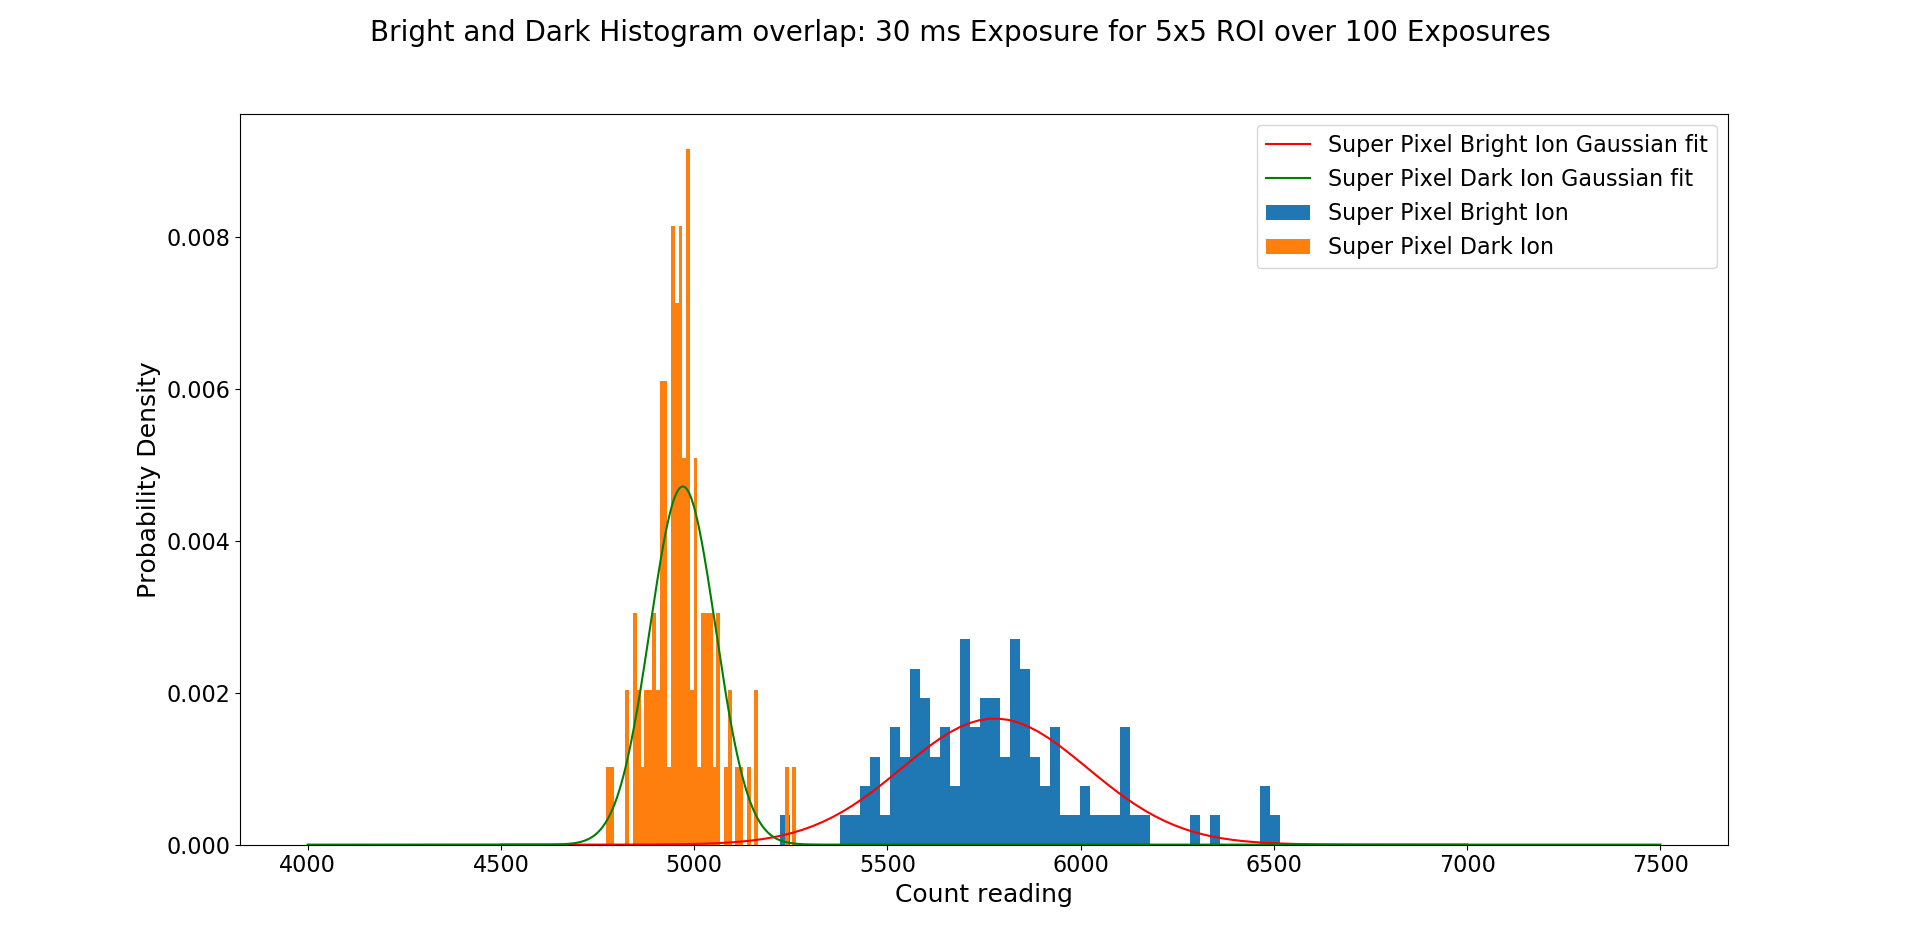 Bright and Dark Histogram overlap: 30 ms Exposure for 5x5 ROI over 100 Exposures
Super Pixel Bright Ion Gaussian fit
Super Pixel Dark Ion Gaussian fit
Super Pixel Bright Ion
Super Pixel Dark Ion
Probability Density
0.008
0.006
0.004
0.002
0.000
4000 4500 5000 5500 6000 6500 7000 7500
Count reading